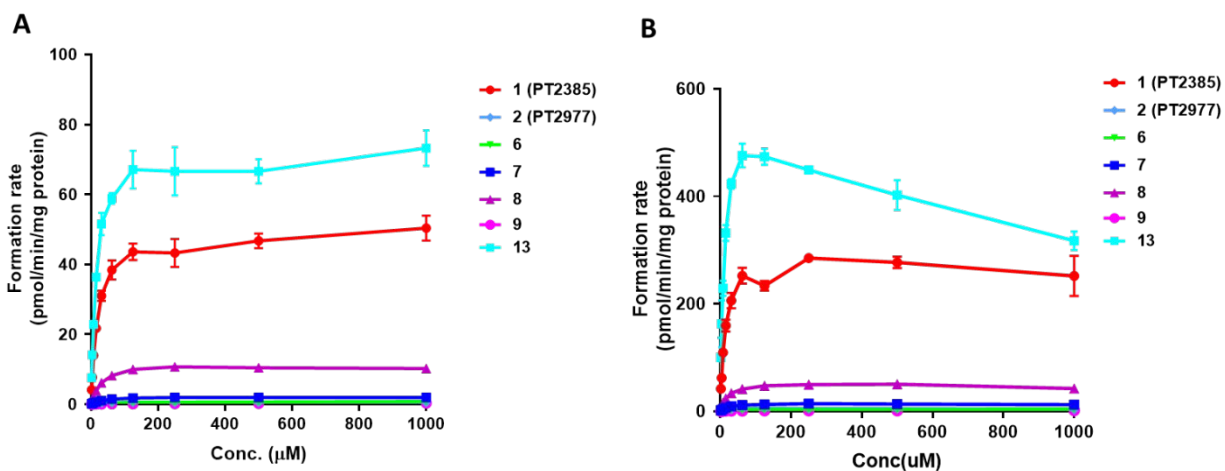 A
Formation rate
(pmol/min/mg protein)
100
80
60
40
20
0
0
200
400
600
800
1000
Conc. (μM)
1 (PT2385)
2 (PT2977)
6
7
8
9
13
B
Formation rate
(pmol/min/mg protein)
600
400
200
0
0
200
400
600
800
1000
Conc(uM)
1 (PT2385)
2 (PT2977)
6
7
8
9
13